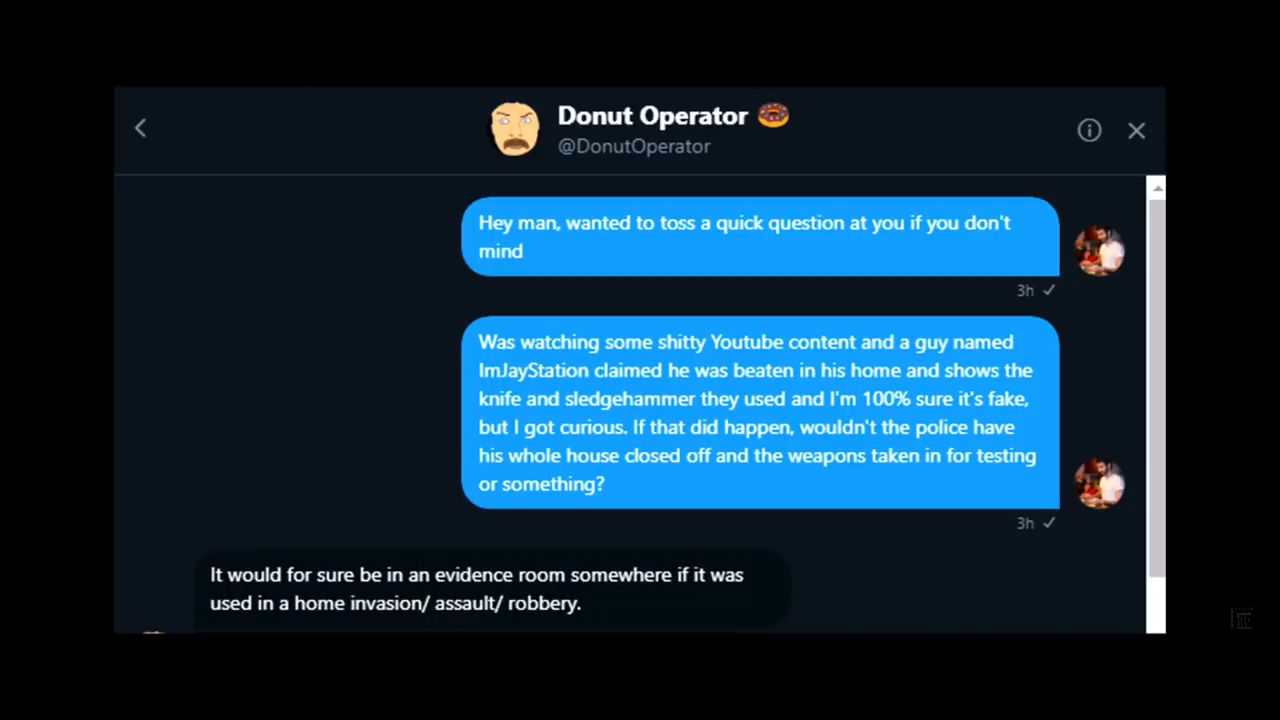 Donut Operator 🍩
@DonutOperator
Hey man, wanted to toss a quick question at you if you don't
mind
3h ✓
Was watching some shitty Youtube content and a guy named
ImJayStation claimed he was beaten in his home and shows the
knife and sledgehammer they used and I'm 100% sure it's fake,
but I got curious. If that did happen, wouldn't the police have
his whole house closed off and the weapons taken in for testing
or something?
3h ✓
It would for sure be in an evidence room somewhere if it was
used in a home invasion/ assault/ robbery.